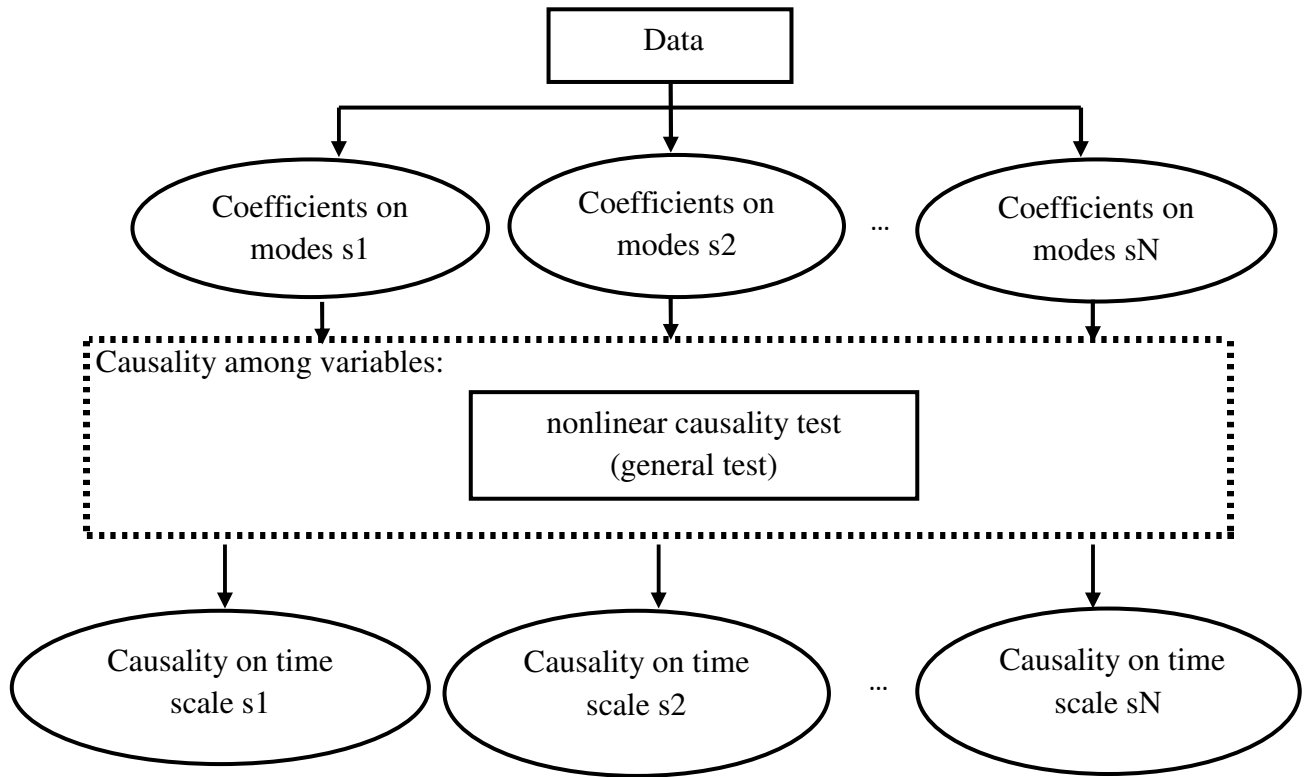 Data
Coefficients on
modes s1
Coefficients on
modes s2
...
Coefficients on
modes sN
Causality among variables:
nonlinear causality test
(general test)
Causality on time
scale s1
Causality on time
scale s2
...
Causality on time
scale sN